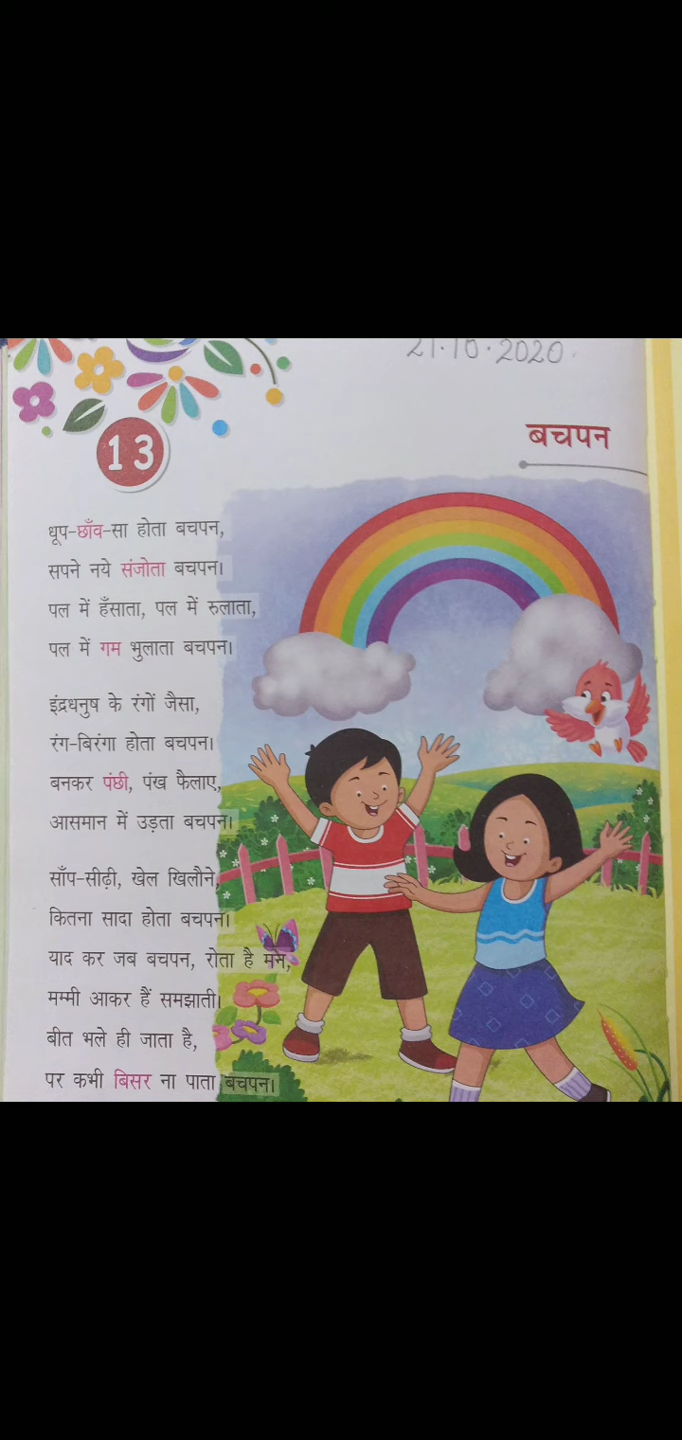 21.10.2020.
13
बचपन
धूप-छाँव-सा होता बचपन,
सपने नये संजोता बचपन।
पल में हँसाता, पल में रुलाता,
पल में गम भुलाता बचपन।
इंद्रधनुष के रंगों जैसा,
रंग-बिरंगा होता बचपन।
बनकर पंछी, पंख फैलाए,
आसमान में उड़ता बचपन।
साँप-सीढ़ी, खेल खिलौने,
कितना सादा होता बचपन।
याद कर जब बचपन, रोता है मन,
मम्मी आकर हैं समझाती।
बीत भले ही जाता है,
पर कभी बिसर ना पाता बचपन।